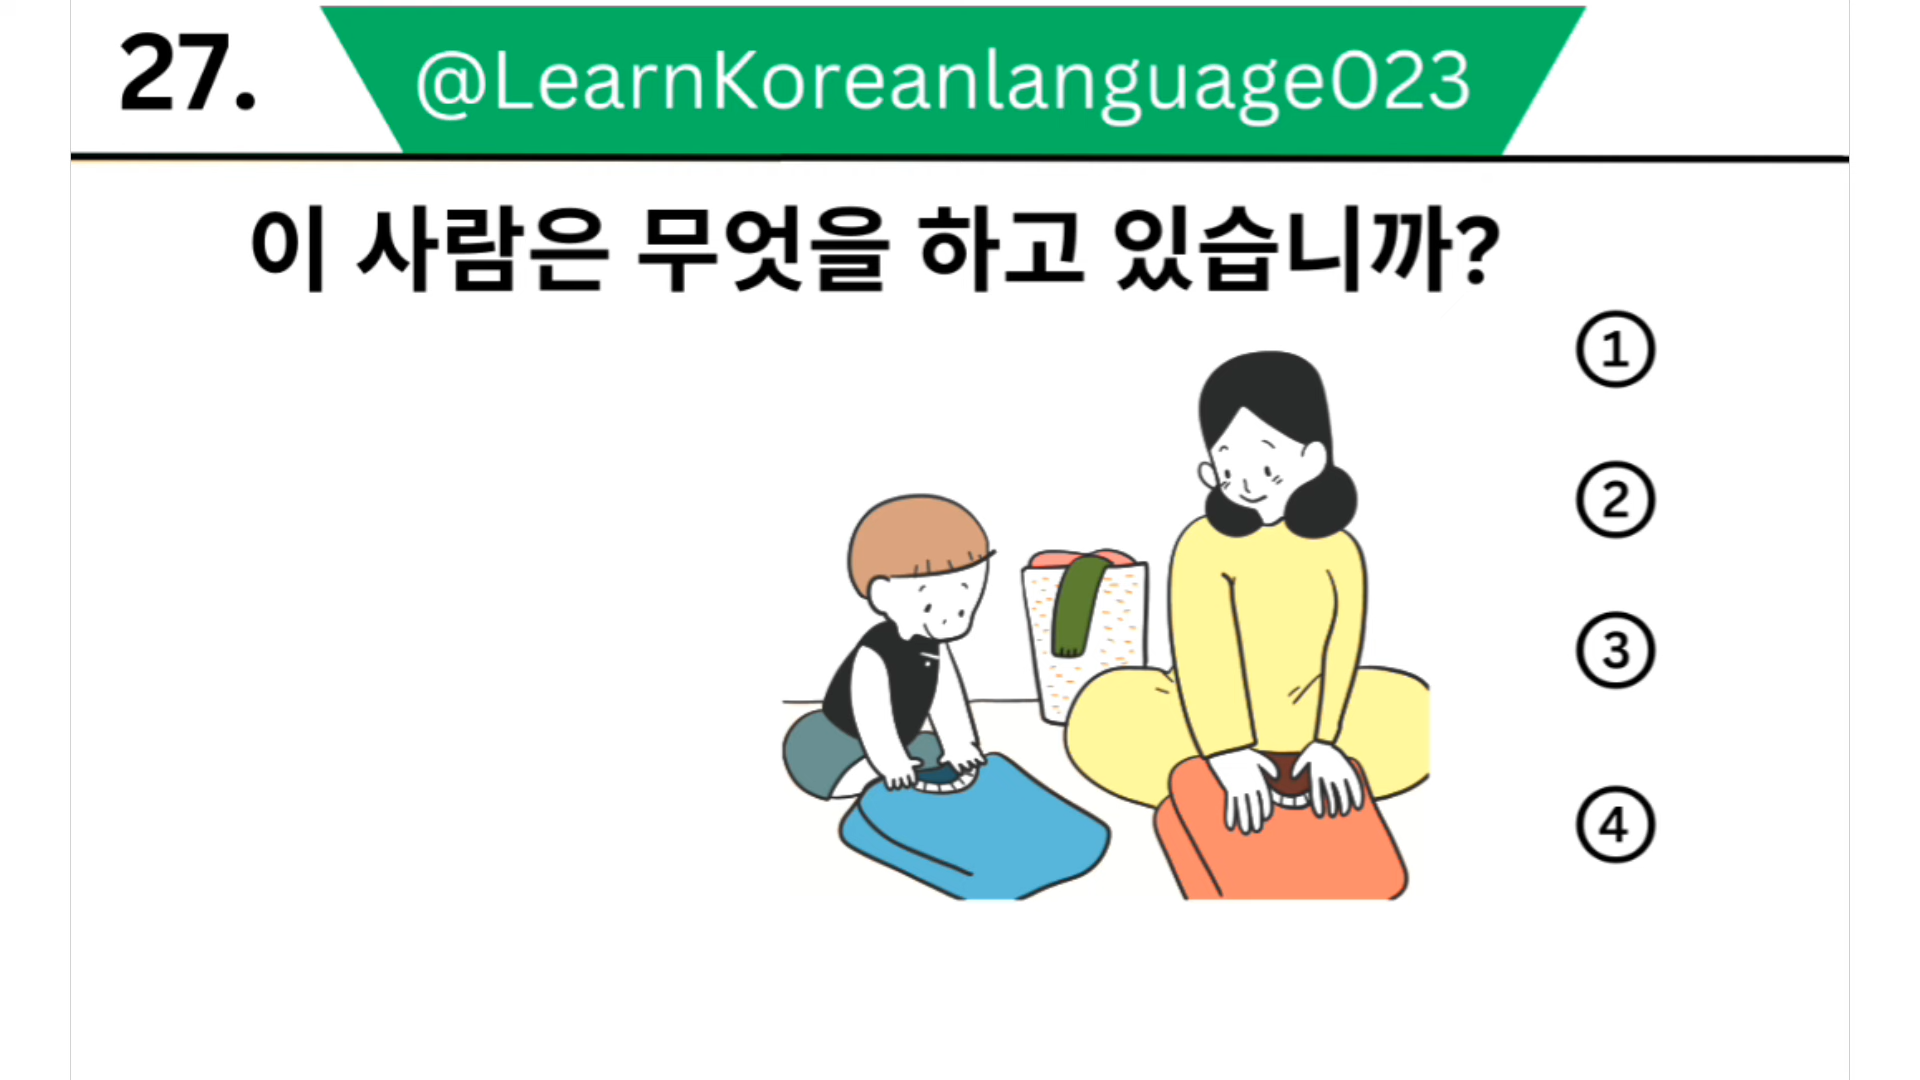 27.
@LearnKoreanlanguage023
이 사람은 무엇을 하고 있습니까?
①
②
③
④